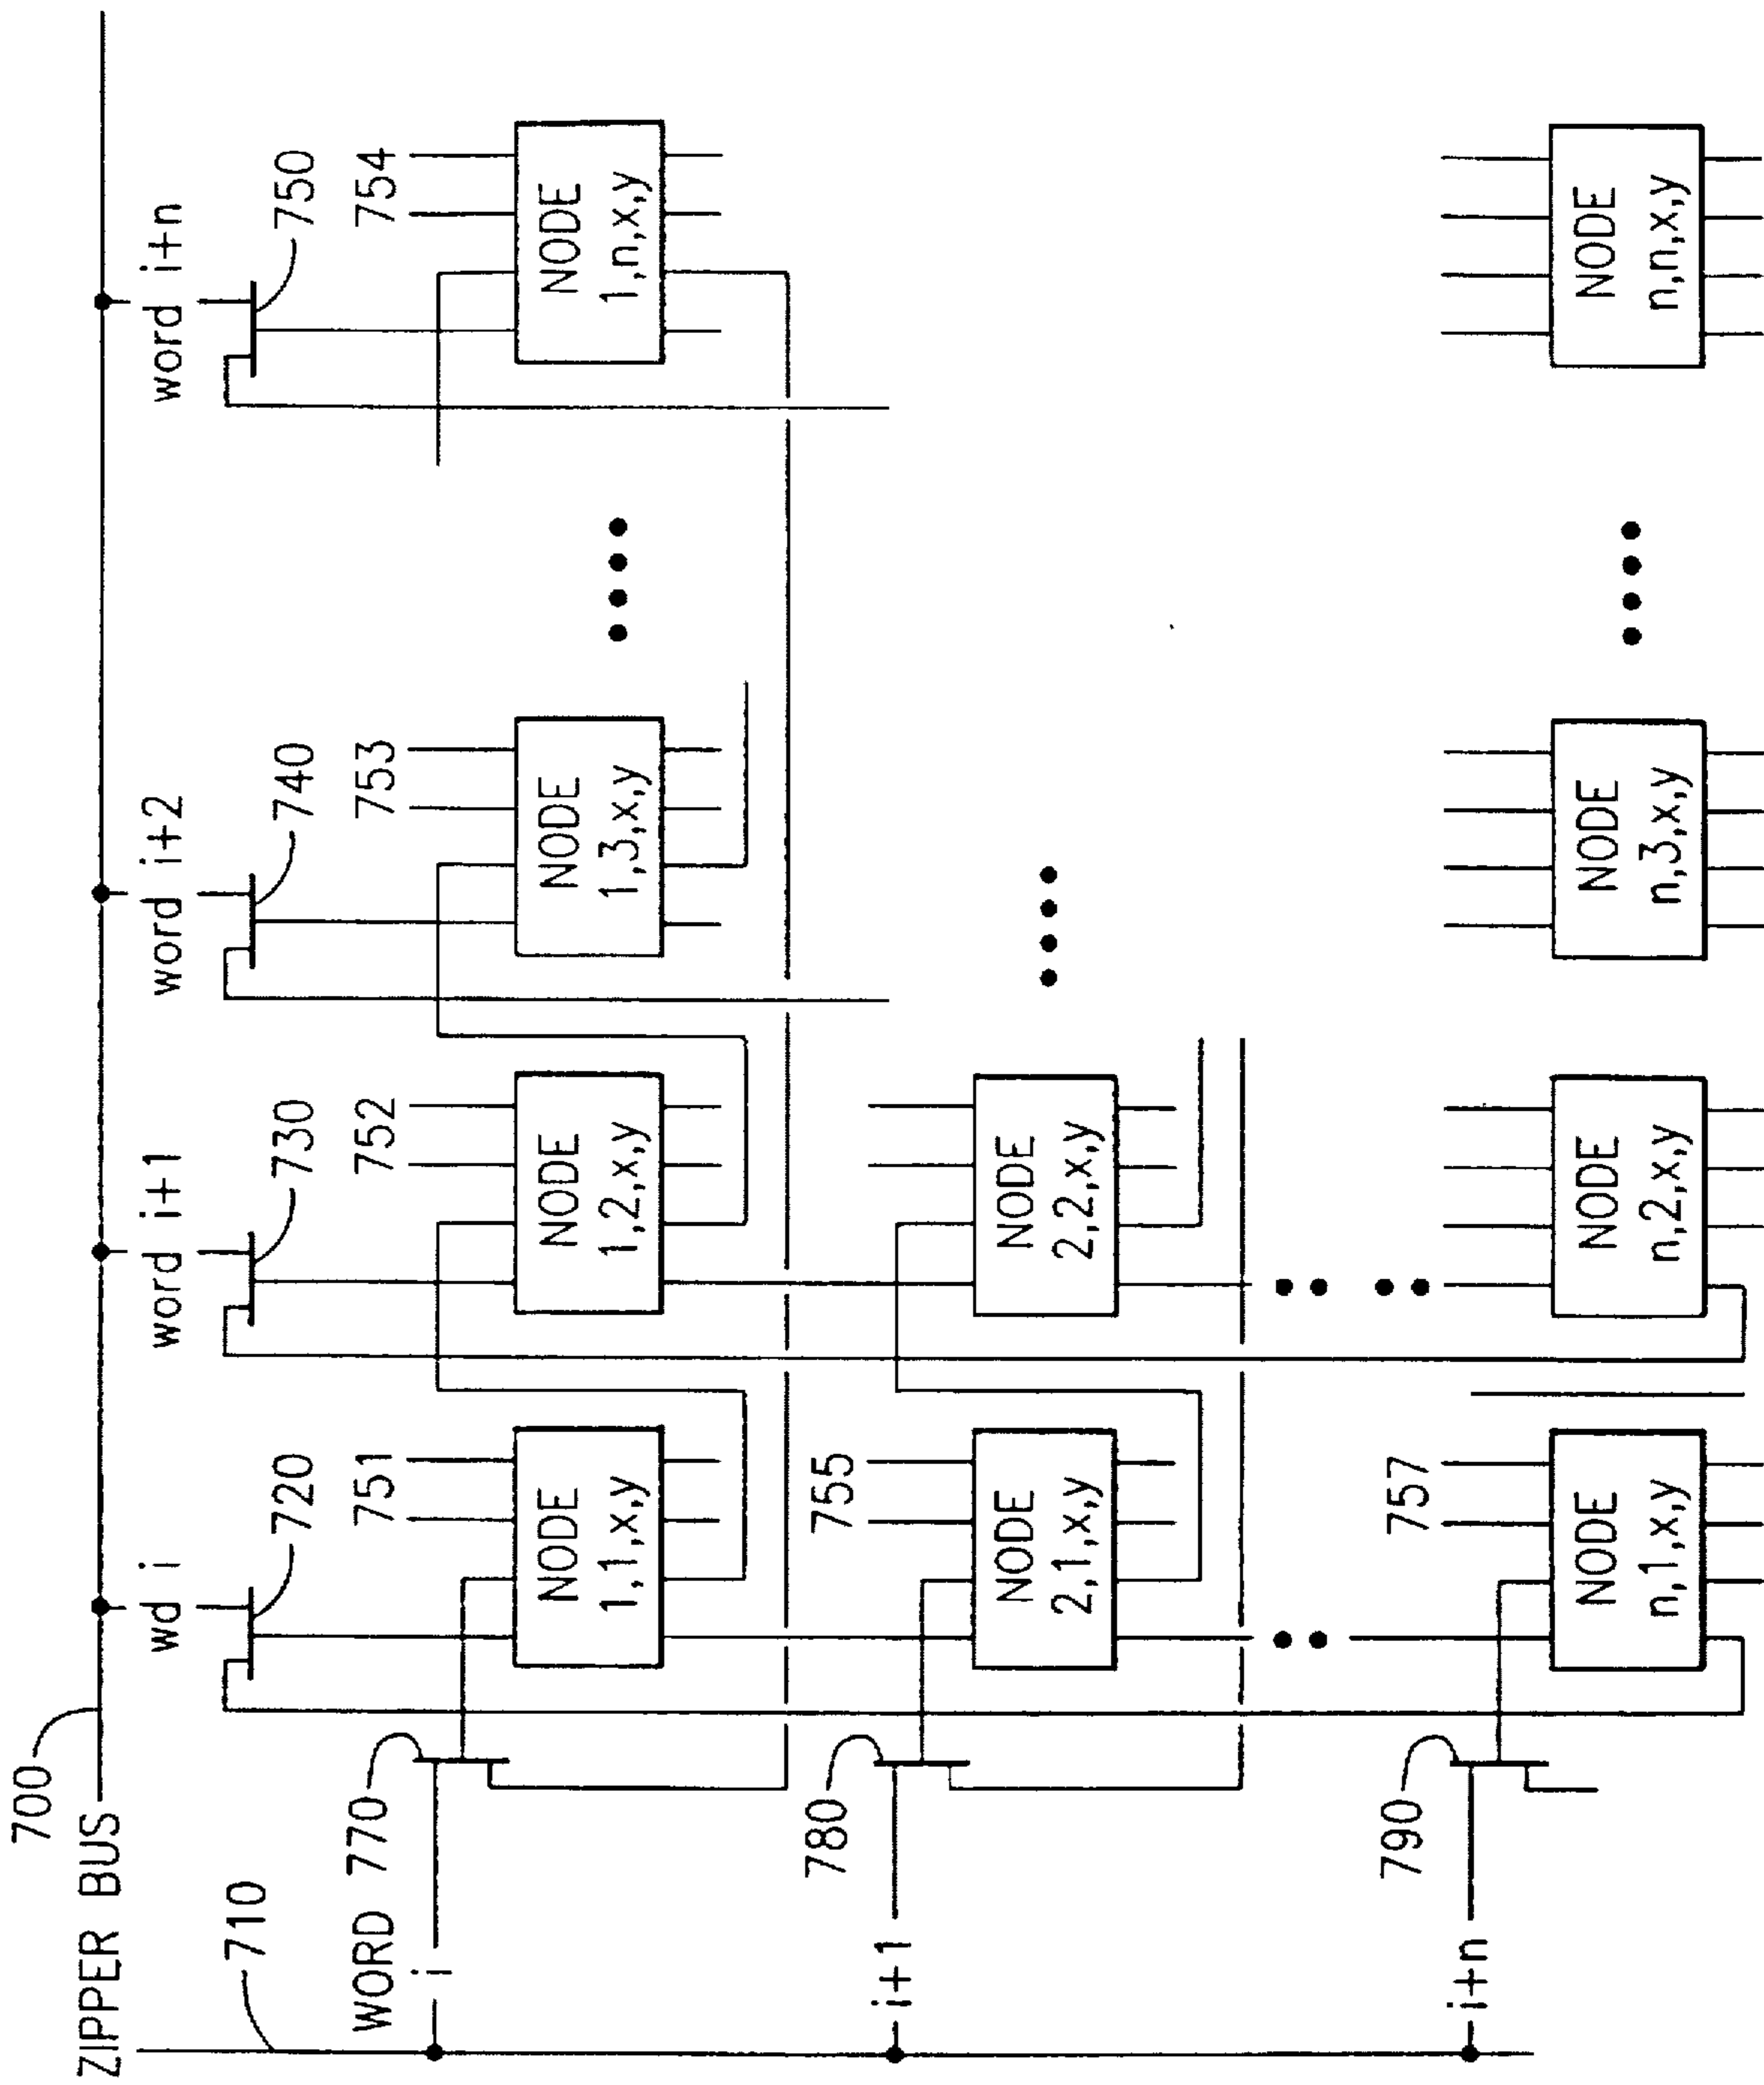 700
ZIPPER BUS
710
wd i
word i+1
word i+2
word i+n
720
730
740
750
WORD 770
i
751
752
753
754
NODE
1,1,x,y
NODE
1,2,x,y
NODE
1,3,x,y
NODE
1,n,x,y
780
i+1
755
NODE
2,1,x,y
NODE
2,2,x,y
790
i+n
757
NODE
n,1,x,y
NODE
n,2,x,y
NODE
n,3,x,y
NODE
n,n,x,y